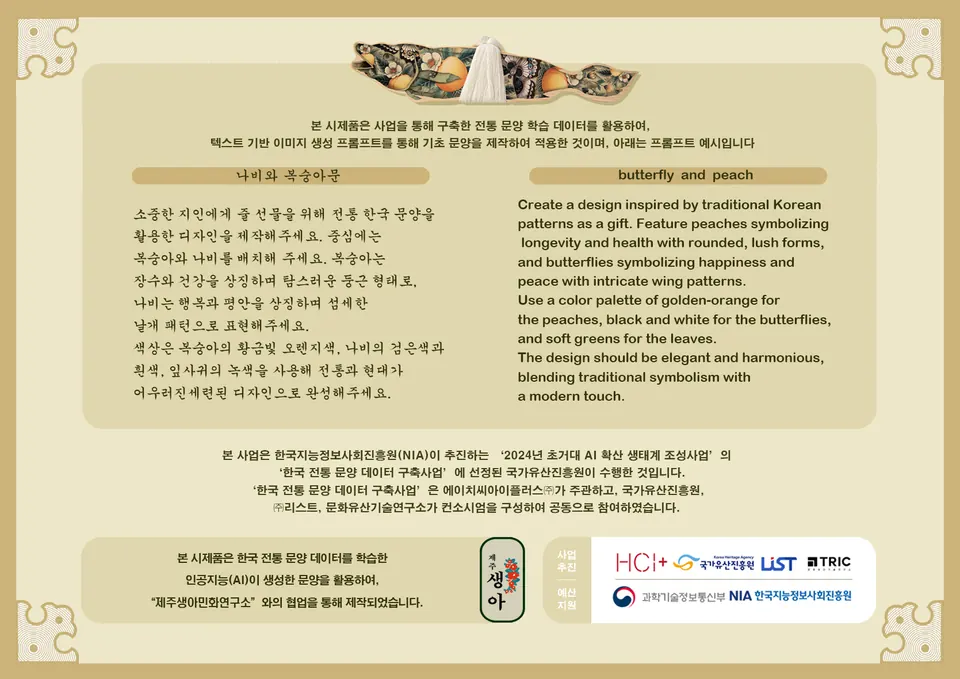 본 시제품은 사업을 통해 구축한 전통 문양 학습 데이터를 활용하여,
텍스트 기반 이미지 생성 프롬프트를 통해 기초 문양을 제작하여 적용한 것이며, 아래는 프롬프트 예시입니다
나비와 복숭아문
소중한 지인에게 줄 선물을 위해 전통 한국 문양을
활용한 디자인을 제작해주세요. 중심에는
복숭아와 나비를 배치해 주세요. 복숭아는
장수와 건강을 상징하며 탐스러운 둥근 형태로,
나비는 행복과 평안을 상징하며 섬세한
날개 패턴으로 표현해주세요.
색상은 복숭아의 황금빛 오렌지색, 나비의 검은색과
흰색, 잎사귀의 녹색을 사용해 전통과 현대가
어우러진세련된 디자인으로 완성해주세요.
butterfly and peach
Create a design inspired by traditional Korean
patterns as a gift. Feature peaches symbolizing
longevity and health with rounded, lush forms,
and butterflies symbolizing happiness and
peace with intricate wing patterns.
Use a color palette of golden-orange for
the peaches, black and white for the butterflies,
and soft greens for the leaves.
The design should be elegant and harmonious,
blending traditional symbolism with
a modern touch.
본 사업은 한국지능정보사회진흥원(NIA)이 추진하는 ‘2024년 초거대 AI 확산 생태계 조성사업’ 의
‘한국 전통 문양 데이터 구축사업’ 에 선정된 국가유산진흥원이 수행한 것입니다.
‘한국 전통 문양 데이터 구축사업’ 은 에이치씨아이플러스㈜가 주관하고, 국가유산진흥원,
㈜리스트, 문화유산기술연구소가 컨소시엄을 구성하여 공동으로 참여하였습니다.
본 시제품은 한국 전통 문양 데이터를 학습한
인공지능(AI)이 생성한 문양을 활용하여,
“제주생아민화연구소” 와의 협업을 통해 제작되었습니다.
제주
생아
사업
추진
HCI+
Korea Heritage Agency
국가유산진흥원
LIST
TRIC
예산
지원
과학기술정보통신부
NIA 한국지능정보사회진흥원